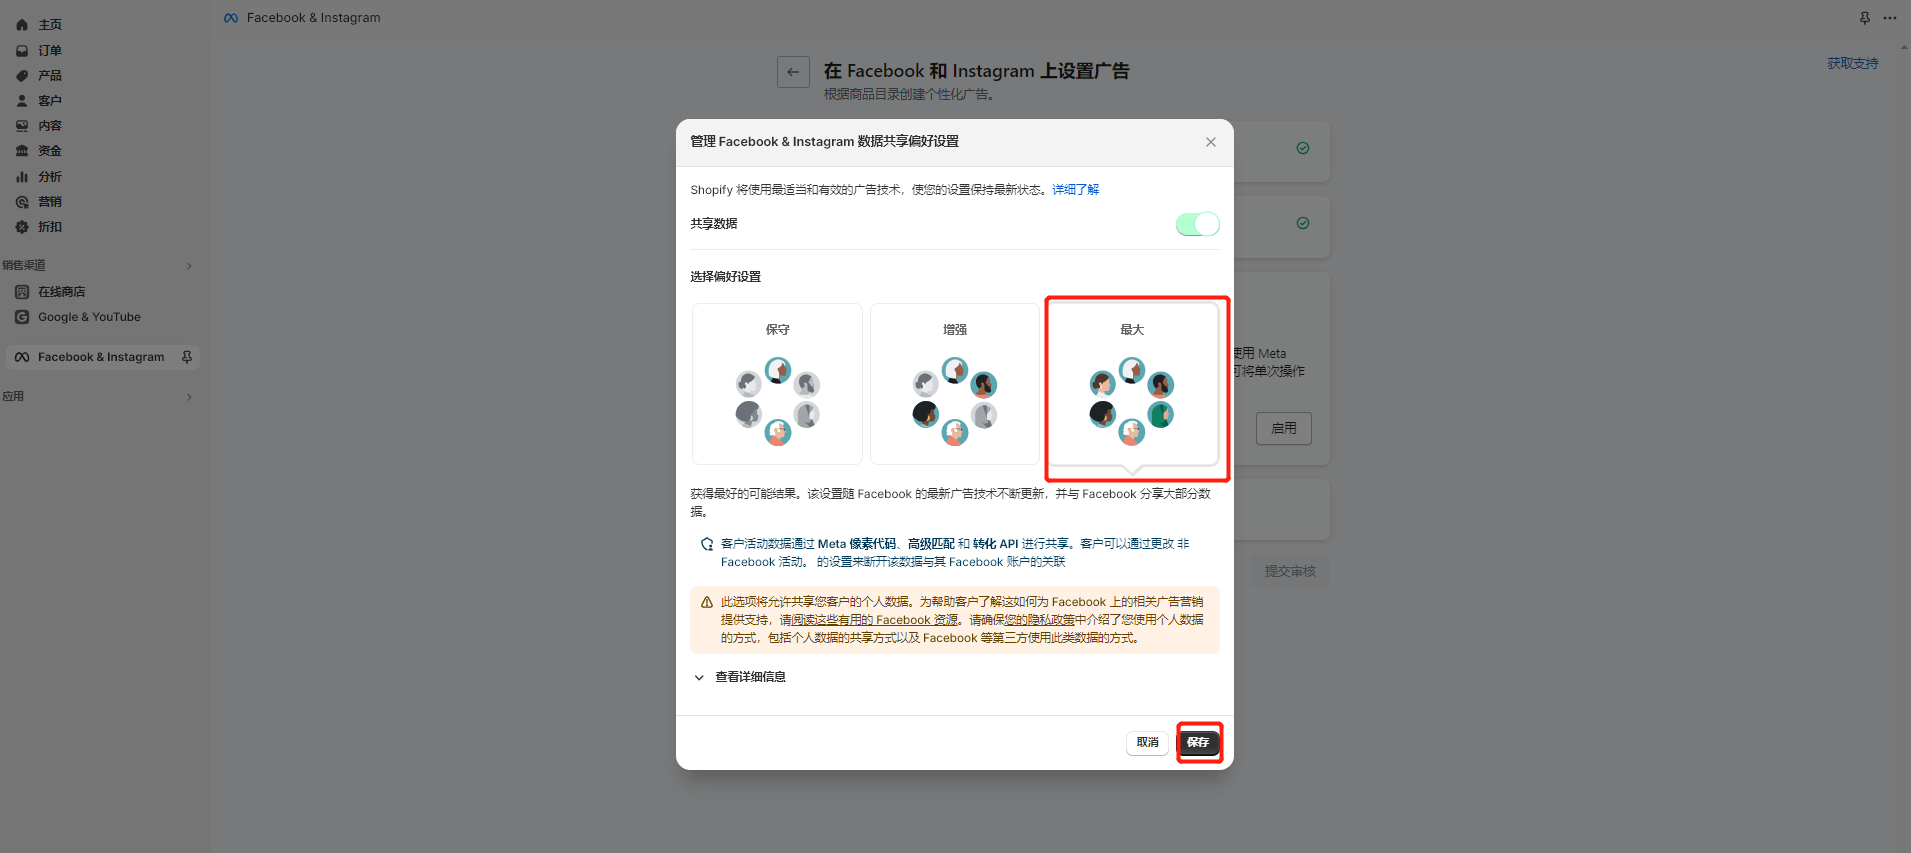 主页
订单
产品
客户
内容
资金
分析
营销
折扣
销售渠道
在线商店
Google & YouTube
Facebook & Instagram
应用
Facebook & Instagram
获取支持
在 Facebook 和 Instagram 上设置广告
根据商品目录创建个性化广告。
使用 Meta
可将单次操作
启用
提交审核
管理 Facebook & Instagram 数据共享偏好设置
Shopify 将使用最适当和有效的广告技术，使您的设置保持最新状态。详细了解
共享数据
选择偏好设置
保守
增强
最大
获得最好的可能结果。该设置随 Facebook 的最新广告技术不断更新，并与 Facebook 分享大部分数
据。
客户活动数据通过 Meta 像素代码、高级匹配 和 转化 API 进行共享。客户可以通过更改 非
Facebook 活动。 的设置来断开该数据与其 Facebook 账户的关联
此选项将允许共享您客户的个人数据。为帮助客户了解这如何为 Facebook 上的相关广告营销
提供支持，请阅读这些有用的 Facebook 资源。请确保您的隐私政策中介绍了您使用个人数据
的方式，包括个人数据的共享方式以及 Facebook 等第三方使用此类数据的方式。
查看详细信息
取消
保存